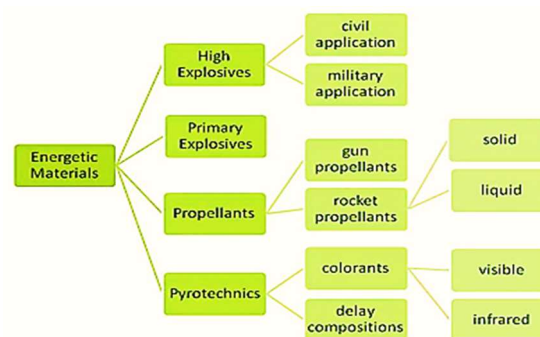 Energetic
Materials
High
Explosives
civil
application
military
application
Primary
Explosives
Propellants
gun
propellants
rocket
propellants
solid
liquid
Pyrotechnics
colorants
visible
infrared
delay
compositions